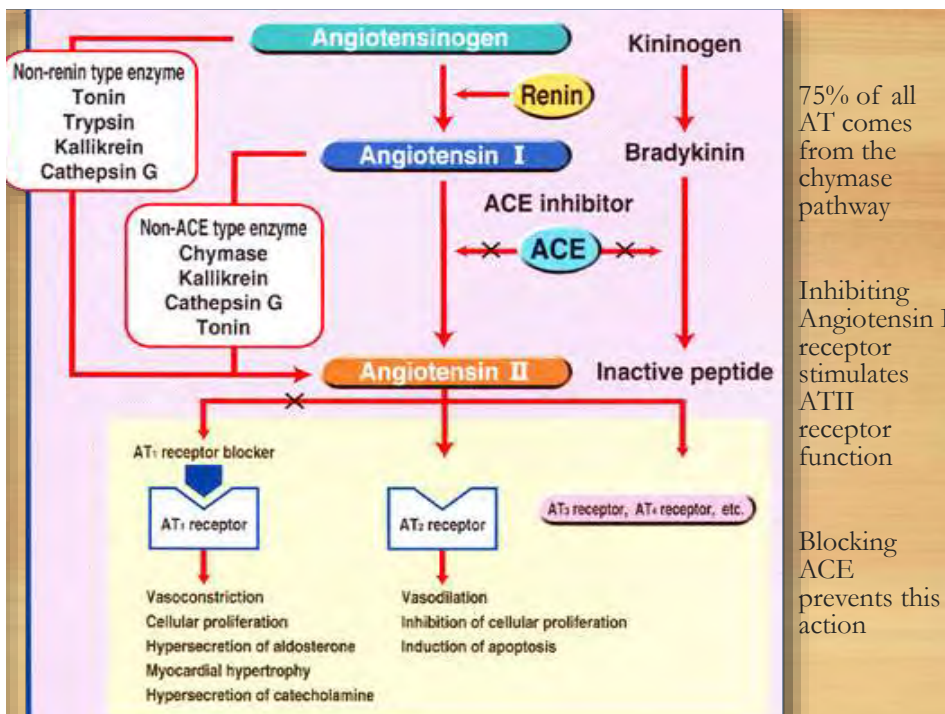 Angiotensinogen
Kininogen
Non-renin type enzyme
Tonin
Trypsin
Kallikrein
Cathepsin G
Renin
Angiotensin I
Bradykinin
ACE inhibitor
ACE
Non-ACE type enzyme
Chymase
Kallikrein
Cathepsin G
Tonin
Angiotensin II
Inactive peptide
AT₁ receptor blocker
AT₁ receptor
AT₂ receptor
AT₃ receptor, AT₄ receptor, etc.
Vasoconstriction
Cellular proliferation
Hypersecretion of aldosterone
Myocardial hypertrophy
Hypersecretion of catecholamine
Vasodilation
Inhibition of cellular proliferation
Induction of apoptosis
75% of all
AT comes
from the
chymase
pathway
Inhibiting
Angiotensin I
receptor
stimulates
ATII
receptor
function
Blocking
ACE
prevents this
action